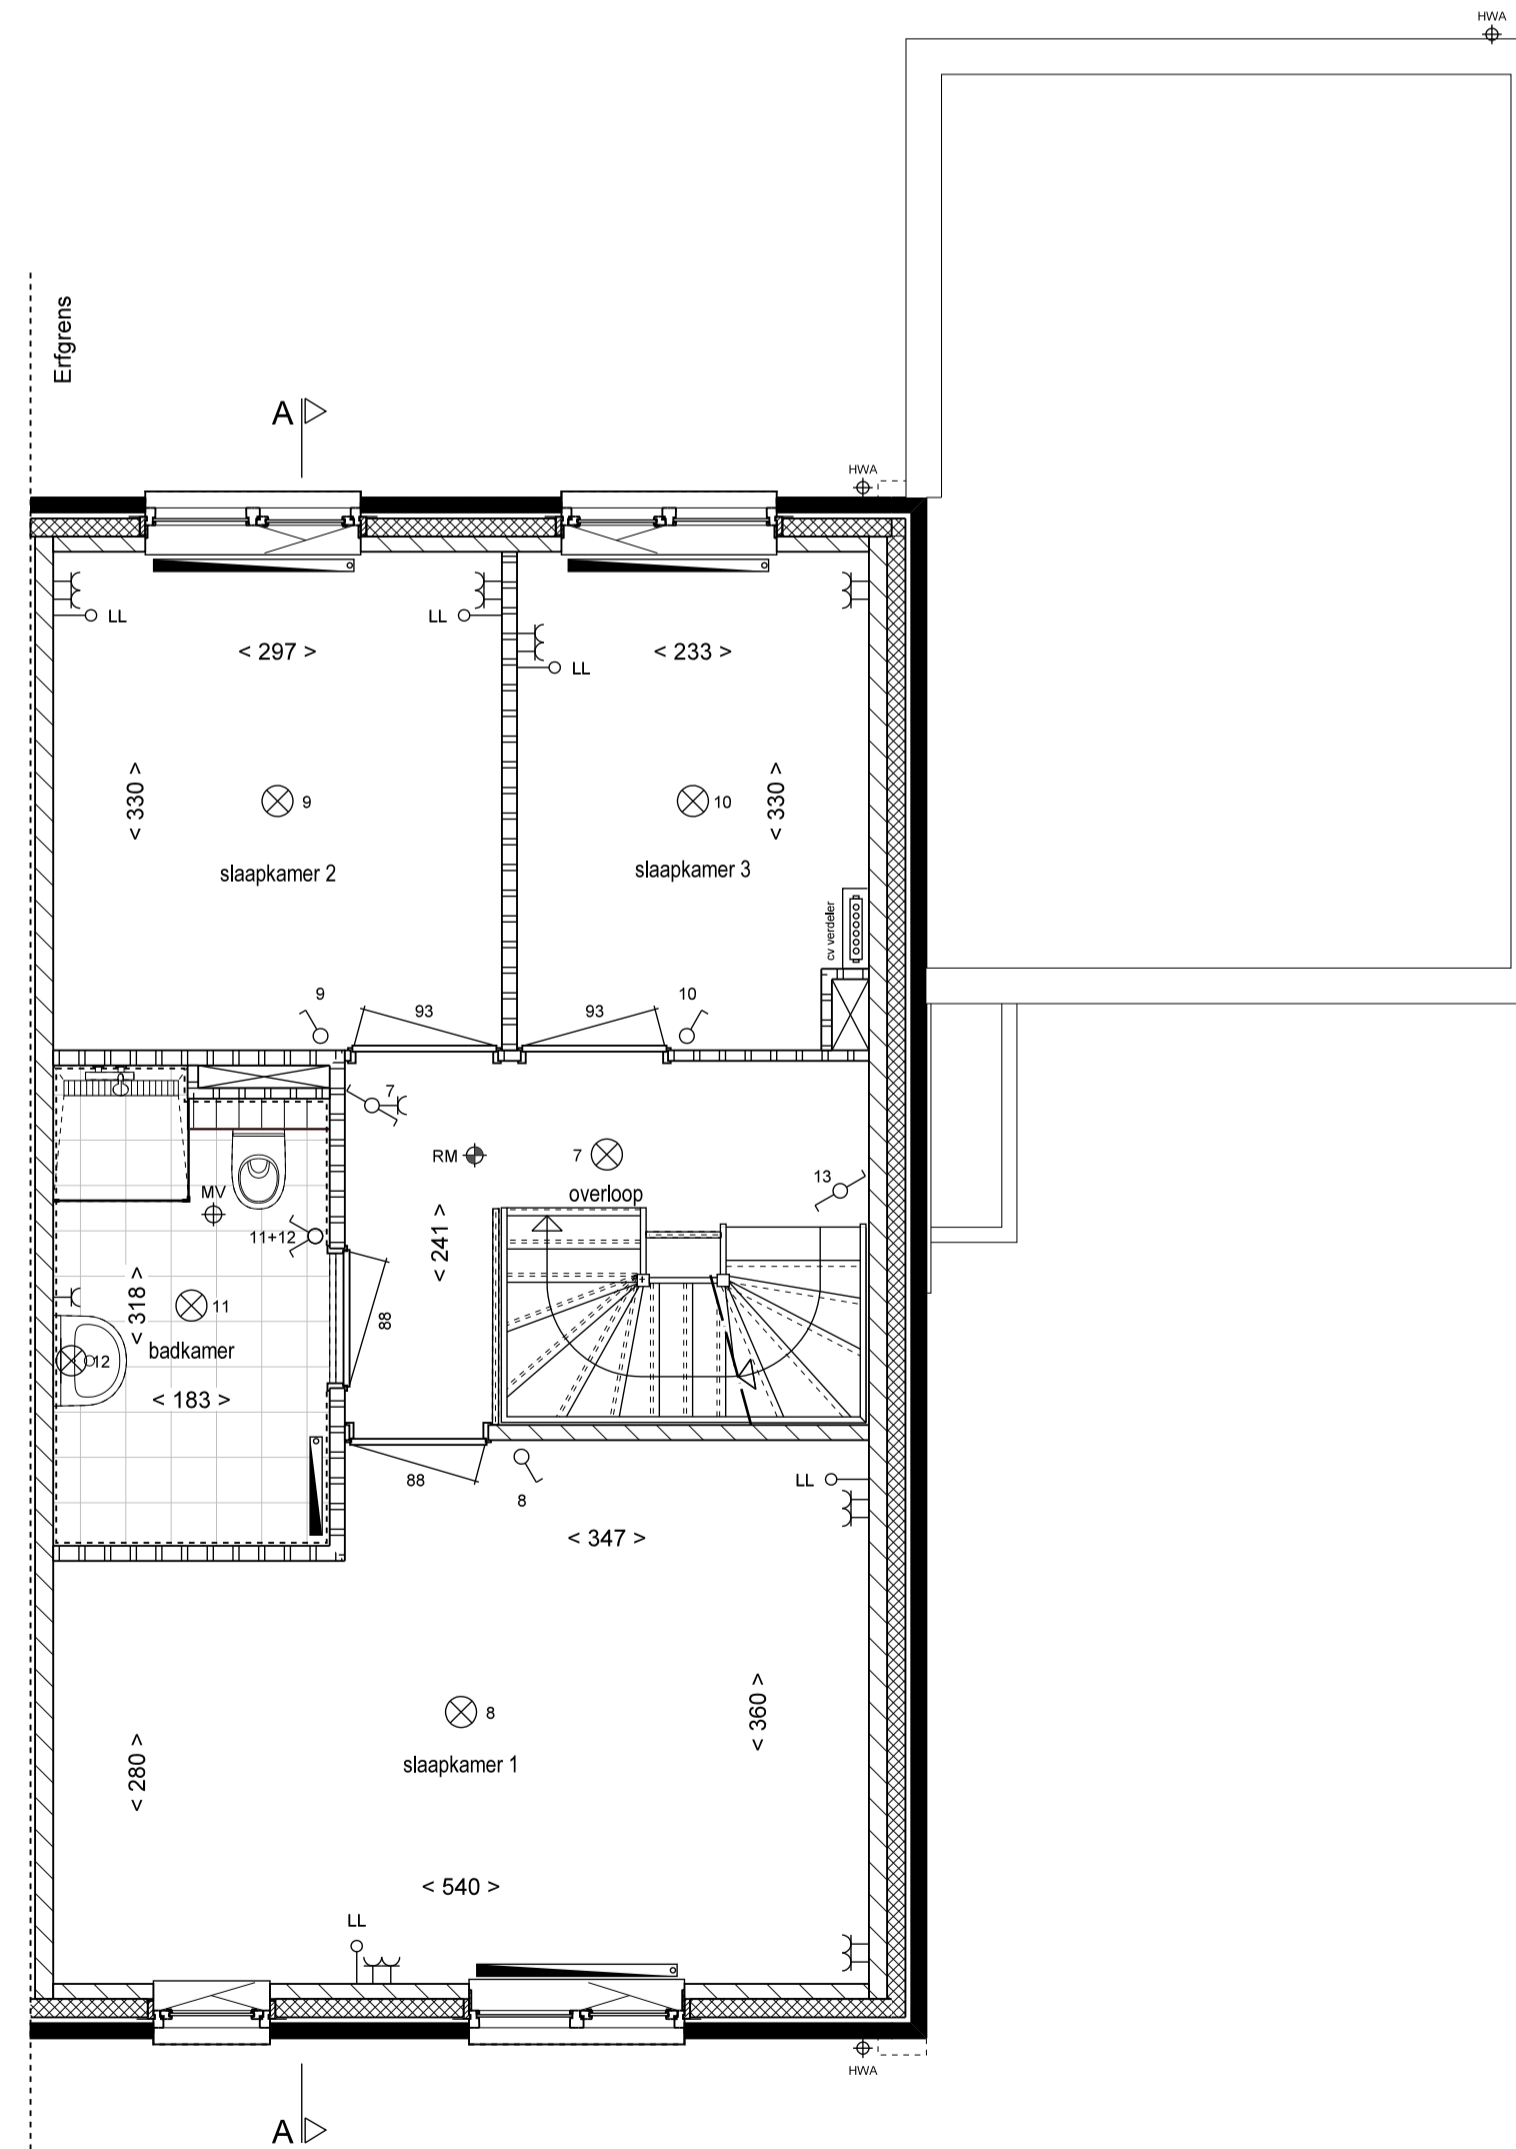 HWA
Erfgrens
A
HWA
LL
LL
< 297 >
< 233 >
LL
< 330 >
< 330 >
9
10
slaapkamer 2
slaapkamer 3
cv verdeler
9
93
93
10
7
RM
7
13
overloop
MV
11+12
< 241 >
< 318 >
11
88
badkamer
12
< 183 >
88
8
LL
< 347 >
< 360 >
8
< 280 >
slaapkamer 1
< 540 >
LL
HWA
A